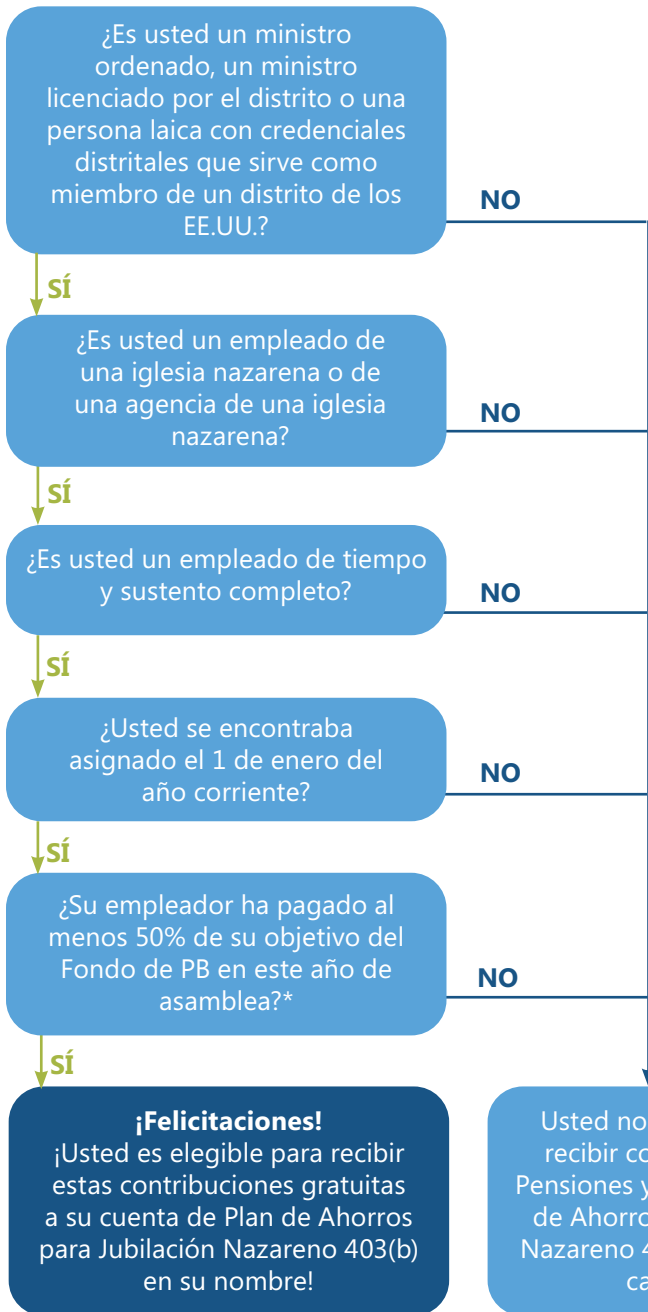 ¿Es usted un ministro
ordenado, un ministro
licenciado por el distrito o una
persona laica con credenciales
distritales que sirve como
miembro de un distrito de los
EE.UU.?
NO
SÍ
¿Es usted un empleado de
una iglesia nazarena o de
una agencia de una iglesia
nazarena?
NO
SÍ
¿Es usted un empleado de tiempo
y sustento completo?
NO
SÍ
¿Usted se encontraba
asignado el 1 de enero del
año corriente?
NO
SÍ
¿Su empleador ha pagado al
menos 50% de su objetivo del
Fondo de PB en este año de
asamblea?*
NO
SÍ
¡Felicitaciones!
¡Usted es elegible para recibir
estas contribuciones gratuitas
a su cuenta de Plan de Ahorros
para Jubilación Nazareno 403(b)
en su nombre!
Usted no
recibir
Pensiones y
de
Nazareno